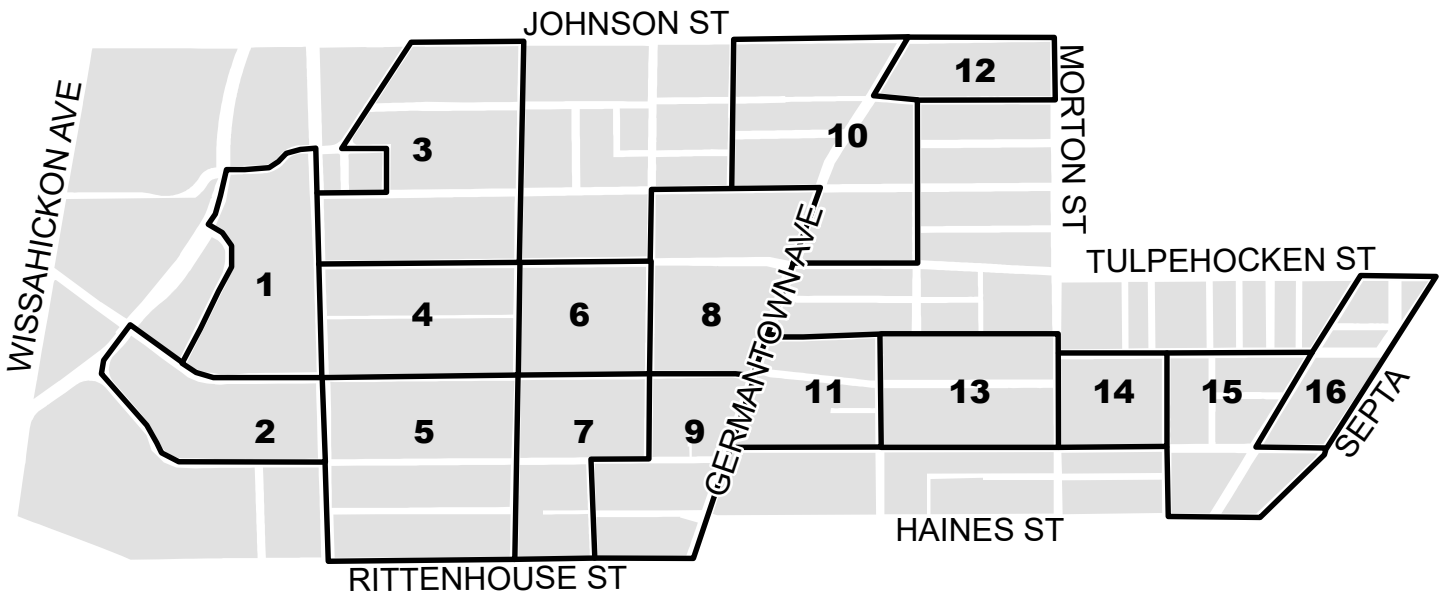 JOHNSON ST
WISSAHICKON AVE
MORTON ST
12
3
10
TULPEHOCKEN ST
1
4
6
8
GERMANTOWN AVE
11
13
14
15
16
SEPTA
2
5
7
9
HAINES ST
RITTENHOUSE ST